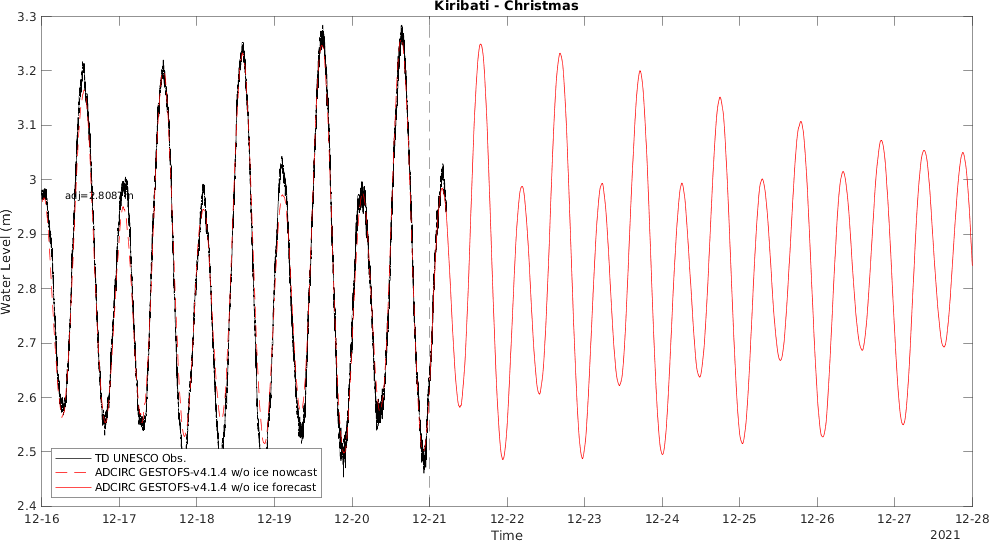 Kiribati - Christmas
3.3
3.2
3.1
3
2.9
2.8
2.7
2.6
2.5
2.4
Water Level (m)
adj=2.8087m
TD UNESCO Obs.
ADCIRC GESTOFS-v4.1.4 w/o ice nowcast
ADCIRC GESTOFS-v4.1.4 w/o ice forecast
12-16 12-17 12-18 12-19 12-20 12-21 12-22 12-23 12-24 12-25 12-26 12-27 12-28
Time
2021